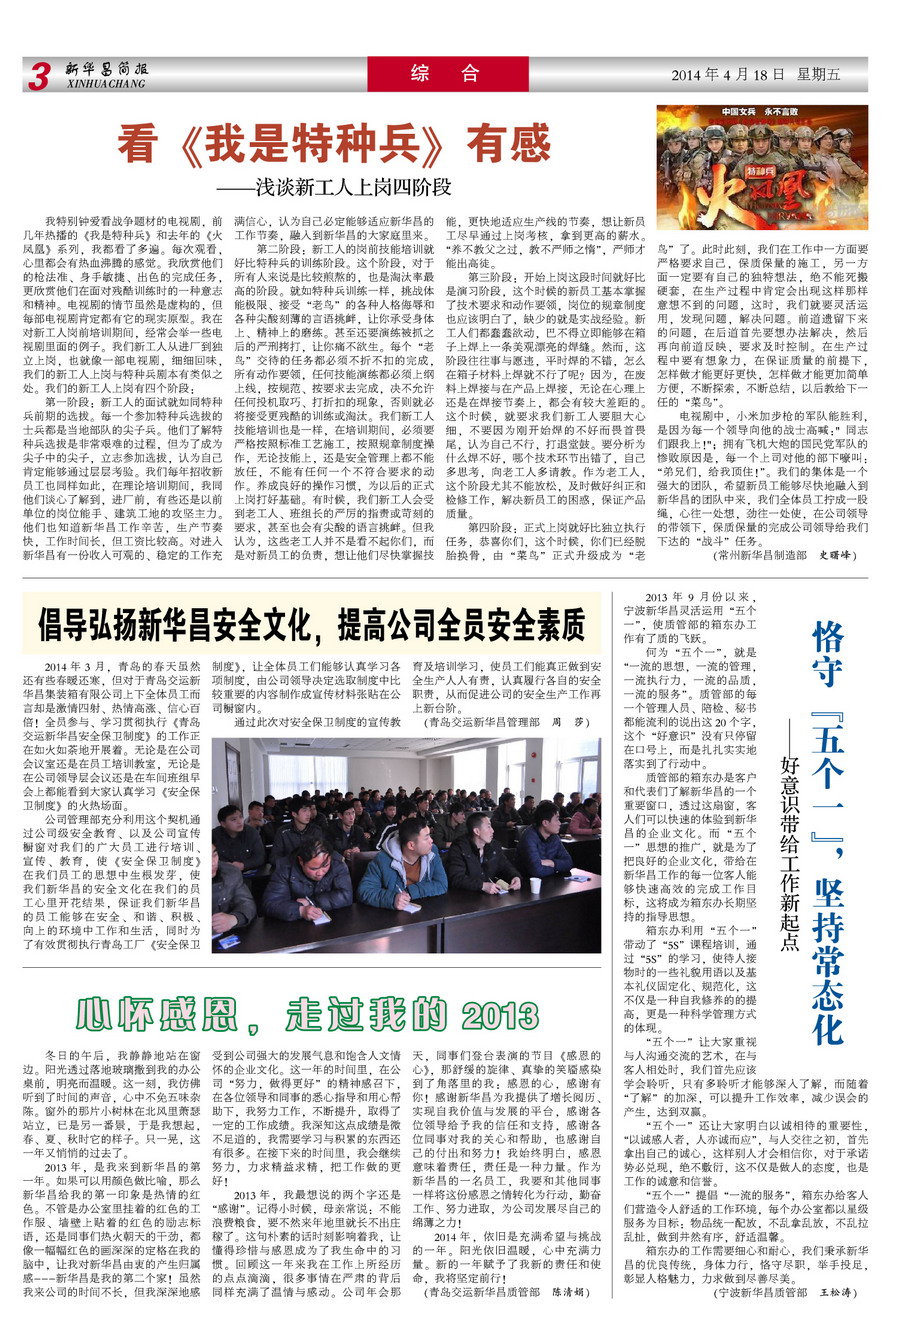 3
新华昌简报
XINHUACHANG
综 合
2014 年 4 月 18 日 星期五
看《我是特种兵》有感
——浅谈新工人上岗四阶段
中国女兵 永不言败
特种兵
火凤凰
我特别钟爱看战争题材的电视剧，前
几年热播的《我是特种兵》和去年的《火
凤凰》系列，我都看了多遍。每次观看，
心里都会有热血沸腾的感觉。我欣赏他们
的枪法准、身手敏捷、出色的完成任务，
更欣赏他们在面对残酷训练时的一种意志
和精神。电视剧的情节虽然是虚构的，但
每部电视剧肯定都有它的现实原型。我在
对新工人岗前培训期间，经常会举一些电
视剧里面的例子。我们新工人从进厂到独
立上岗，也就像一部电视剧，细细回味，
我们的新工人上岗与特种兵剧本有类似之
处。我们的新工人上岗有四个阶段：
第一阶段：新工人的面试就如同特种
兵前期的选拔。每一个参加特种兵选拔的
士兵都是当地部队的尖子兵。他们了解特
种兵选拔是非常艰难的过程，但为了成为
尖子中的尖子，立志参加选拔，认为自己
肯定能够通过层层考验。我们每年招收新
员工也同样如此，在理论培训期间，我同
他们谈心了解到，进厂前，有些还是以前
单位的岗位能手、建筑工地的攻坚主力。
他们也知道新华昌工作辛苦，生产节奏
快，工作时间长，但工资比较高。对进入
新华昌有一份收入可观的、稳定的工作充
满信心，认为自己必定能够适应新华昌的
工作节奏，融入到新华昌的大家庭里来。
第二阶段：新工人的岗前技能培训就
好比特种兵的训练阶段。这个阶段，对于
所有人来说是比较煎熬的，也是淘汰率最
高的阶段。就如特种兵训练一样，挑战体
能极限、接受“老鸟”的各种人格侮辱和
各种尖酸刻薄的言语挑衅，让你承受身体
上、精神上的磨练。甚至还要演练被抓之
后的严刑拷打，让你痛不欲生。每个“老
鸟”交待的任务都必须不折不扣的完成，
所有动作要领，任何技能演练都必须上纲
上线，按规范、按要求去完成，决不允许
任何投机取巧、打折扣的现象，否则就必
将接受更残酷的训练或淘汰。我们新工人
技能培训也是一样，在培训期间，必须要
严格按照标准工艺施工，按照规章制度操
作，无论技能上，还是安全管理上都不能
放任，不能有任何一个不符合要求的动
作。养成良好的操作习惯，为以后的正式
上岗打好基础。有时候，我们新工人会受
到老工人、班组长的严厉的指责或苛刻的
要求，甚至也会有尖酸的语言挑衅。但我
认为，这些老工人并不是看不起你们，而
是对新员工的负责，想让他们尽快掌握技
能，更快地适应生产线的节奏，想让新员
工尽早通过上岗考核，拿到更高的薪水。
“养不教父之过，教不严师之惰”，严师才
能出高徒。
第三阶段：开始上岗这段时间就好比
是演习阶段，这个时候的新员工基本掌握
了技术要求和动作要领，岗位的规章制度
也应该明白了，缺少的就是实战经验。新
工人们都蠢蠢欲动，巴不得立即能够在箱
子上焊上一条美观漂亮的焊缝。然而，这
阶段往往事与愿违，平时焊的不错，怎么
在箱子材料上焊就不行了呢？因为，在废
料上焊接与在产品上焊接，无论在心理上
还是在焊接节奏上，都会有较大差距的。
这个时候，就要求我们新工人要胆大心
细，不要因为刚开始焊的不好而畏首畏
尾，认为自己不行，打退堂鼓。要分析为
什么焊不好，哪个技术环节出错了，自己
多思考，向老工人多请教。作为老工人，
这个阶段尤其不能放松，及时做好纠正和
检修工作，解决新员工的困惑，保证产品
质量。
第四阶段：正式上岗就好比独立执行
任务，恭喜你们，这个时候，你们已经脱
胎换骨，由“菜鸟”正式升级成为“老
鸟”了。此时此刻，我们在工作中一方面要
严格要求自己，保质保量的施工，另一方
面一定要有自己的独特想法，绝不能死搬
硬套，在生产过程中肯定会出现这样那样
意想不到的问题，这时，我们就要灵活运
用，发现问题，解决问题。前道遗留下来
的问题，在后道首先要想办法解决，然后
再向前道反映，要求及时控制。在生产过
程中要有想象力，在保证质量的前提下，
怎样做才能更好更快，怎样做才能更加简单
方便，不断探索，不断总结，以后教给下一
任的“菜鸟”。
电视剧中，小米加步枪的军队能胜利，
是因为每一个领导向他的战士高喊：" 同志
们跟我上！"；拥有飞机大炮的国民党军队的
惨败原因是，每一个上司对他的部下嚎叫：
“弟兄们，给我顶住！”。我们的集体是一个
强大的团队，希望新员工能够尽快地融入到
新华昌的团队中来，我们全体员工拧成一股
绳，心往一处想，劲往一处使，在公司领导
的带领下，保质保量的完成公司领导给我们
下达的“战斗”任务。
（常州新华昌制造部 史曙峰）
倡导弘扬新华昌安全文化，提高公司全员安全素质
2014 年 3 月，青岛的春天虽然
还有些春暖还寒，但对于青岛交运新
华昌集装箱有限公司上下全体员工而
言却是激情四射、热情高涨、信心百
倍！全员参与、学习贯彻执行《青岛
交运新华昌安全保卫制度》的工作正
在如火如荼地开展着。无论是在公司
会议室还是在员工培训教室，无论是
在公司领导层会议还是在车间班组早
会上都能看到大家认真学习《安全保
卫制度》的火热场面。
公司管理部充分利用这个契机通
过公司级安全教育、以及公司宣传
橱窗对我们的广大员工进行培训、
宣传、教育，使《安全保卫制度》
在我们员工的思想中生根发芽，使
我们新华昌的安全文化在我们的员
工心里开花结果，保证我们新华昌
的员工能够在安全、和谐、积极、
向上的环境中工作和生活，同时为
了有效贯彻执行青岛工厂《安全保卫
制度》，让全体员工们能够认真学习各
项制度，由公司领导决定选取制度中比
较重要的内容制作成宣传材料张贴在公
司橱窗内。
通过此次对安全保卫制度的宣传教
育及培训学习，使员工们能真正做到安
全生产人人有责，认真履行各自的安全
职责，从而促进公司的安全生产工作再
上新台阶。
（青岛交运新华昌管理部 周 莎）
心怀感恩，走过我的 2013
冬日的午后，我静静地站在窗
边。阳光透过落地玻璃撒到我的办公
桌前，明亮而温暖。这一刻，我仿佛
听到了时间的声音，心中不免五味杂
陈。窗外的那片小树林在北风里萧瑟
站立，已是另一番景，于是我想起，
春、夏、秋时它的样子。只一晃，这
一年又悄悄的过去了。
2013 年，是我来到新华昌的第
一年。如果可以用颜色做比喻，那么
新华昌给我的第一印象是热情的红
色。不管是办公室里挂着的红色的工
作服、墙壁上贴着的红色的励志标
语，还是同事们热火朝天的干劲，都
像一幅幅红色的画深深的定格在我的
脑中，让我对新华昌由衷的产生归属
感---新华昌是我的第二个家！虽然
我来公司的时间不长，但我深深地感
受到公司强大的发展气息和饱含人文情
怀的企业文化。这一年的时间里，在公
司“努力，做得更好”的精神感召下，
在各位领导和同事的悉心指导和用心帮
助下，我努力工作，不断提升，取得了
一定的工作成绩。我深知这点成绩是微
不足道的，我需要学习与积累的东西还
有很多。在接下来的时间里，我会继续
努力，力求精益求精，把工作做的更
好！
2013 年，我最想说的两个字还是
“感谢”。记得小时候，母亲常说：不能
浪费粮食，要不然来年地里就长不出庄
稼了。这句朴素的话时刻影响着我，让
懂得珍惜与感恩成为了我生命中的习
惯。回顾这一年来我在工作上所经历
的点点滴滴，很多事情在严肃的背后
同样充满了温情与感动。公司年会那
天，同事们登台表演的节目《感恩的
心》，那舒缓的旋律、真挚的笑靥感染
到了角落里的我：感恩的心，感谢有
你！感谢新华昌为我提供了增长阅历、
实现自我价值与发展的平台，感谢各
位领导给予我的信任和支持，感谢各
位同事对我的关心和帮助，也感谢自
己的付出和努力！我始终明白，感恩
意味着责任，责任是一种力量。作为
新华昌的一名员工，我要和其他同事
一样将这份感恩之情转化为行动，勤奋
工作、努力进取，为公司发展尽自己的
绵薄之力！
2014 年，依旧是充满希望与挑战
的一年。阳光依旧温暖，心中充满力
量。新的一年赋予了我新的责任和使
命，我将坚定前行！
（青岛交运新华昌质管部 陈清娟）
恪守『五个一』，坚持常态化
——好意识带给工作新起点
2013 年 9 月份以来，
宁波新华昌灵活运用“五个
一”，使质管部的箱东办工
作有了质的飞跃。
何为“五个一”，就是
“一流的思想，一流的管理，
一流执行力，一流的品质，
一流的服务”。质管部的每
一个管理人员、陪检、秘书
都能流利的说出这 20 个字，
这个“好意识”没有只停留
在口号上，而是扎扎实实地
落实到了行动中。
质管部的箱东办是客户
和代表们了解新华昌的一个
重要窗口，透过这扇窗，客
人们可以快速的体验到新华
昌的企业文化。而“五个
一”思想的推广，就是为了
把良好的企业文化，带给在
新华昌工作的每一位客人能
够快速高效的完成工作目
标，这将成为箱东办长期坚
持的指导思想。
箱东办利用“五个一”
带动了“5S”课程培训，通
过“5S”的学习，使待人接
物时的一些礼貌用语以及基
本礼仪固定化、规范化，这
不仅是一种自我修养的的提
高，更是一种科学管理方式
的体现。
“五个一”让大家重视
与人沟通交流的艺术，在与
客人相处时，我们首先应该
学会聆听，只有多聆听才能够深入了解，而随着
“了解”的加深，可以提升工作效率，减少误会的
产生，达到双赢。
“五个一”还让大家明白以诚相待的重要性，
“以诚感人者，人亦诚而应”，与人交往之初，首先
拿出自己的诚心，这样别人才会相信你，对于承诺
势必兑现，绝不敷衍，这不仅是做人的态度，也是
工作的诚意和信誉。
“五个一”提倡“一流的服务”，箱东办给客人
们营造令人舒适的工作环境，每个办公室都以星级
服务为目标：物品统一配放，不乱拿乱放，不乱拉
乱扯，做到井然有序，舒适温馨。
箱东办的工作需要细心和耐心，我们秉承新华
昌的优良传统，身体力行，恪守尽职，举手投足，
彰显人格魅力，力求做到尽善尽美。
（宁波新华昌质管部 王松涛）